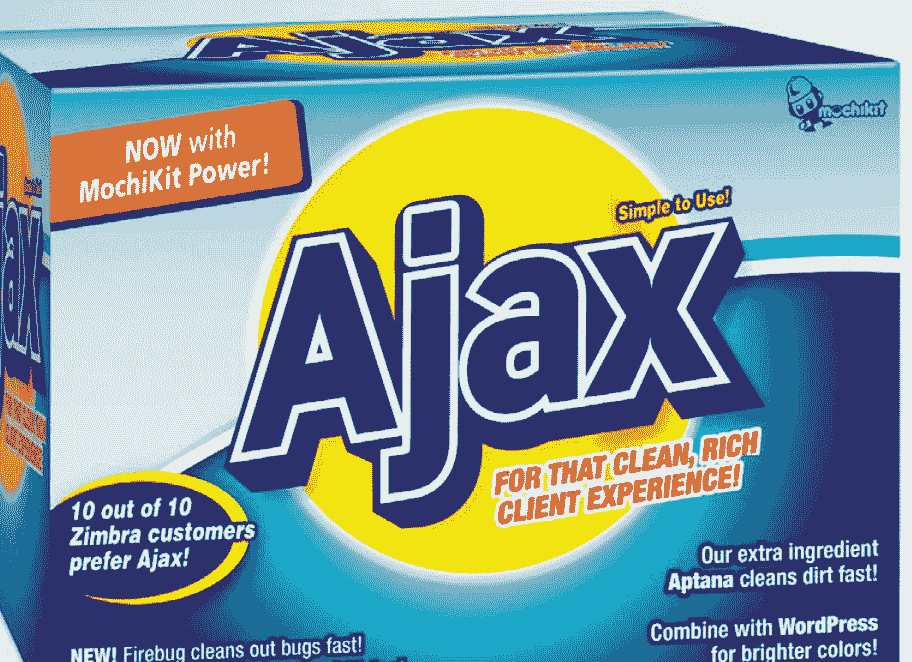 Ajax
mochikit
NOW with
MochiKit Power!
Simple to Use!
Ajax
FOR THAT CLEAN, RICH
CLIENT EXPERIENCE!
10 out of 10
Zimbra customers
prefer Ajax!
Our extra ingredient
Aptana cleans dirt fast!
Combine with WordPress
for brighter colors!
NEW! Firebug cleans out bugs fast!